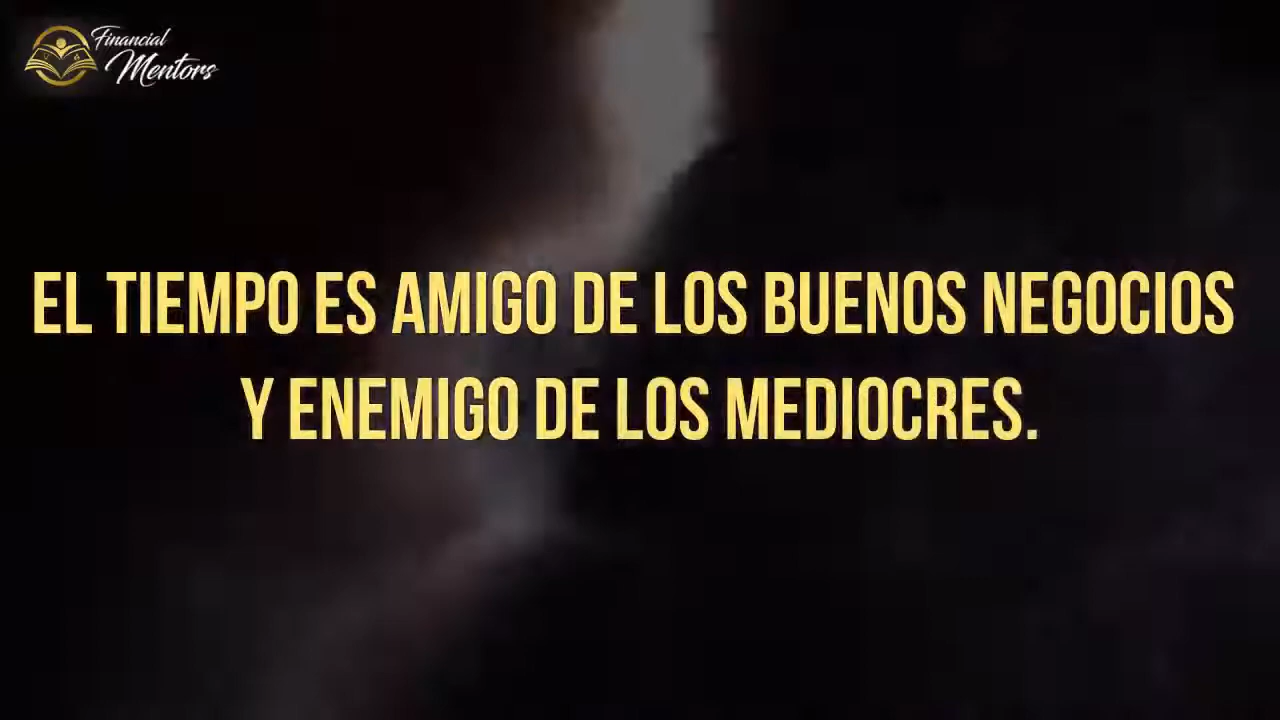 Financial
Mentors
EL TIEMPO ES AMIGO DE LOS BUENOS NEGOCIOS
Y ENEMIGO DE LOS MEDIOCRES.